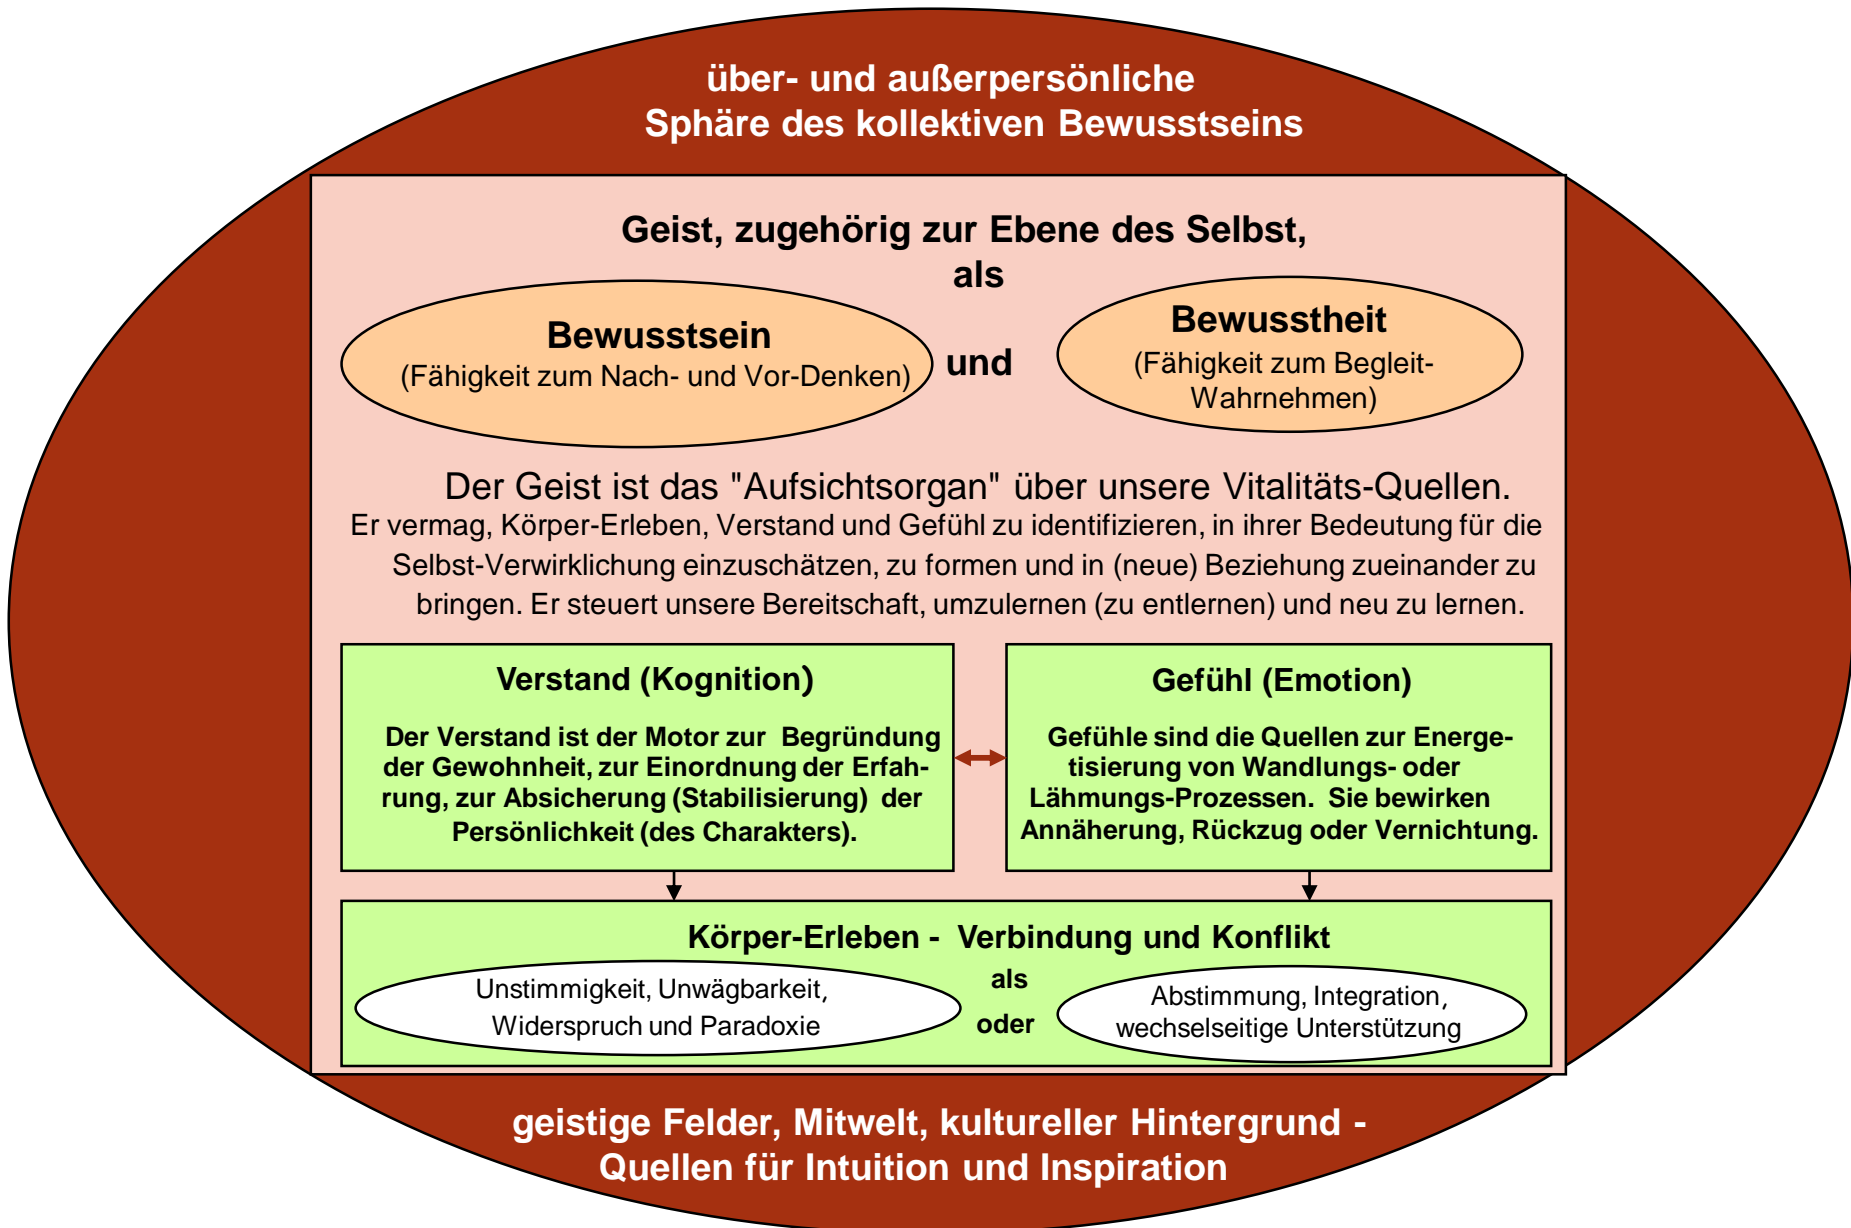 über- und außerpersönliche
Sphäre des kollektiven Bewusstseins
Geist, zugehörig zur Ebene des Selbst,
als
Bewusstsein
(Fähigkeit zum Nach- und Vor-Denken)
und
Bewusstheit
(Fähigkeit zum Begleit-
Wahrnehmen)
Der Geist ist das "Aufsichtsorgan" über unsere Vitalitäts-Quellen.
Er vermag, Körper-Erleben, Verstand und Gefühl zu identifizieren, in ihrer Bedeutung für die
Selbst-Verwirklichung einzuschätzen, zu formen und in (neue) Beziehung zueinander zu
bringen. Er steuert unsere Bereitschaft, umzulernen (zu entlernen) und neu zu lernen.
Verstand (Kognition)
Der Verstand ist der Motor zur Begründung
der Gewohnheit, zur Einordnung der Erfah-
rung, zur Absicherung (Stabilisierung) der
Persönlichkeit (des Charakters).
Gefühl (Emotion)
Gefühle sind die Quellen zur Energe-
tisierung von Wandlungs- oder
Lähmungs-Prozessen. Sie bewirken
Annäherung, Rückzug oder Vernichtung.
Körper-Erleben - Verbindung und Konflikt
als
Unstimmigkeit, Unwägbarkeit,
Widerspruch und Paradoxie
oder
Abstimmung, Integration,
wechselseitige Unterstützung
geistige Felder, Mitwelt, kultureller Hintergrund -
Quellen für Intuition und Inspiration